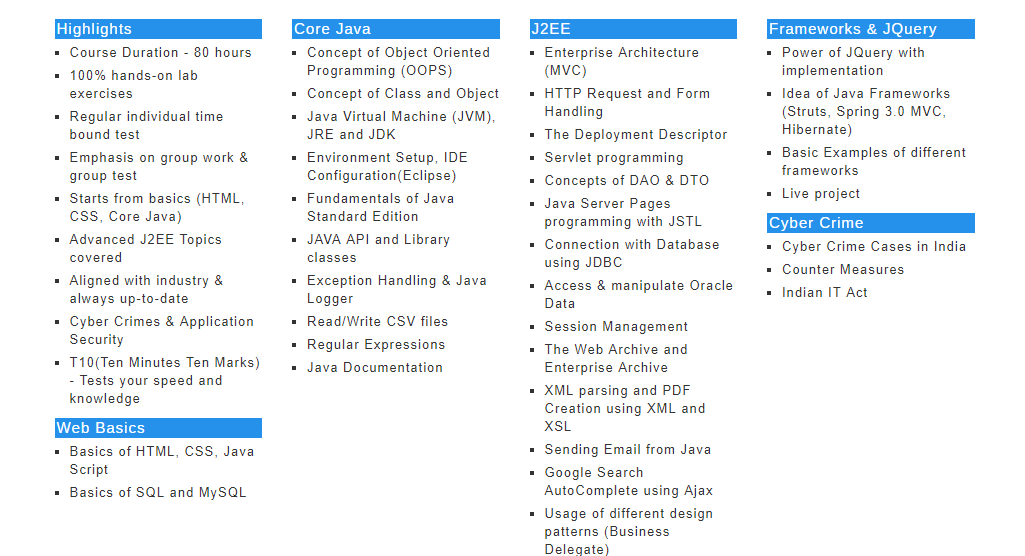 Highlights
Course Duration - 80 hours
100% hands-on lab
exercises
Regular individual time
bound test
Emphasis on group work &
group test
Starts from basics (HTML,
CSS, Core Java)
Advanced J2EE Topics
covered
Aligned with industry &
always up-to-date
Cyber Crimes & Application
Security
T10(Ten Minutes Ten Marks)
- Tests your speed and
knowledge
Web Basics
Basics of HTML, CSS, Java
Script
Basics of SQL and MySQL
Core Java
Concept of Object Oriented
Programming (OOPS)
Concept of Class and Object
Java Virtual Machine (JVM),
JRE and JDK
Environment Setup, IDE
Configuration(Eclipse)
Fundamentals of Java
Standard Edition
JAVA API and Library
classes
Exception Handling & Java
Logger
Read/Write CSV files
Regular Expressions
Java Documentation
J2EE
Enterprise Architecture
(MVC)
HTTP Request and Form
Handling
The Deployment Descriptor
Servlet programming
Concepts of DAO & DTO
Java Server Pages
programming with JSTL
Connection with Database
using JDBC
Access & manipulate Oracle
Data
Session Management
The Web Archive and
Enterprise Archive
XML parsing and PDF
Creation using XML and
XSL
Sending Email from Java
Google Search
AutoComplete using Ajax
Usage of different design
patterns (Business
Delegate)
Frameworks & JQuery
Power of JQuery with
implementation
Idea of Java Frameworks
(Struts, Spring 3.0 MVC,
Hibernate)
Basic Examples of different
frameworks
Live project
Cyber Crime
Cyber Crime Cases in India
Counter Measures
Indian IT Act